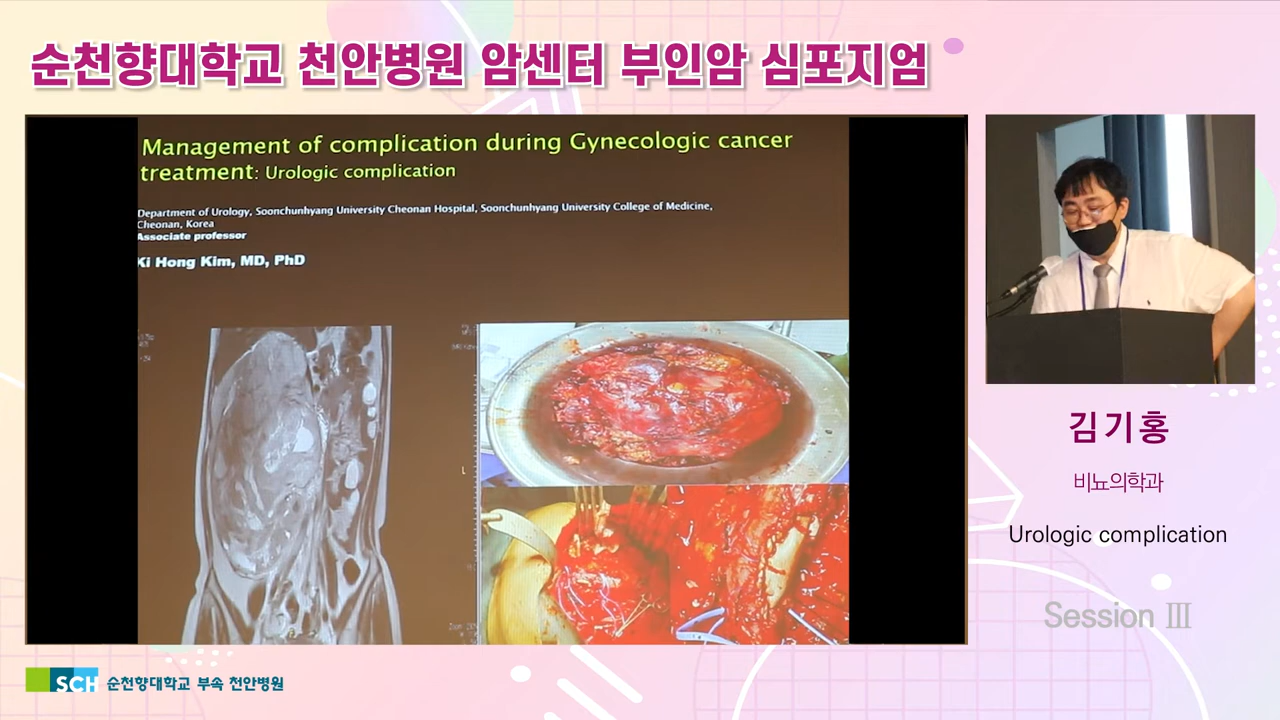 순천향대학교 천안병원 암센터 부인암 심포지엄
Management of complication during Gynecologic cancer
treatment: Urologic complication
Department of Urology, Soonchunhyang University Cheonan Hospital, Soonchunhyang University College of Medicine,
Cheonan, Korea
Associate professor
Ki Hong Kim, MD, PhD
김기홍
비뇨의학과
Urologic complication
Session Ⅲ
SCH 순천향대학교 부속 천안병원